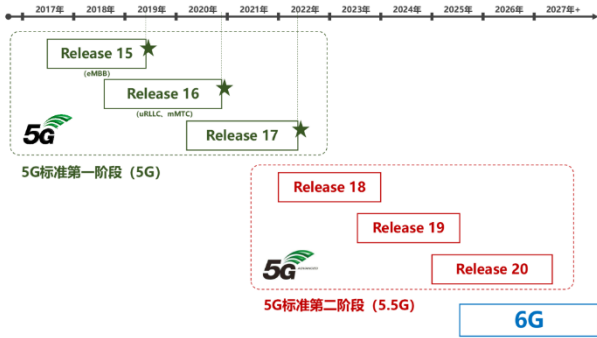 2017年 2018年 2019年 2020年 2021年 2022年 2023年 2024年 2025年 2026年 2027年+
Release 15
(eMBB)
Release 16
(uRLLC、mMTC)
Release 17
5G
5G标准第一阶段（5G）
Release 18
Release 19
5G
Release 20
5G标准第二阶段（5.5G）
6G